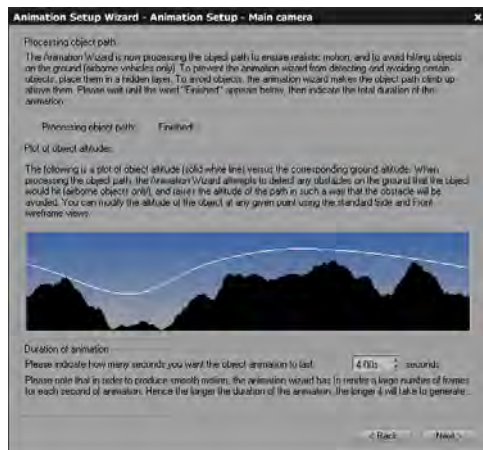 Animation Setup Wizard - Animation Setup - Main camera
x
Processing object path
The Animation Wizard is now processing the object path to ensure realistic motion, and to avoid hitting objects
on the ground (airborne vehicles only). To prevent the animation wizard from detecting and avoiding certain
objects, place them in a hidden layer. To avoid objects, the animation wizard makes the object path climb up
above them. Please wait until the word "Finished" appears below, then indicate the total duration of the
animation.
Processing object path: Finished!
Plot of object altitudes:
The following is a plot of object altitude (solid white line) versus the corresponding ground altitude. When
processing the object path, the Animation Wizard attempts to detect any obstacles on the ground that the object
would hit (airborne objects only), and raises the altitude of the path in such a way that the obstacle will be
avoided. You can modify the altitude of the object at any given point using the standard Side and Front
wireframe views.
Duration of animation
Please indicate how many seconds you want the object animation to last: 4.00s seconds
Please note that in order to produce smooth motion, the animation wizard has to render a large number of frames
for each second of animation. Hence the longer the duration of the animation, the longer it will take to generate...
< Back Next >